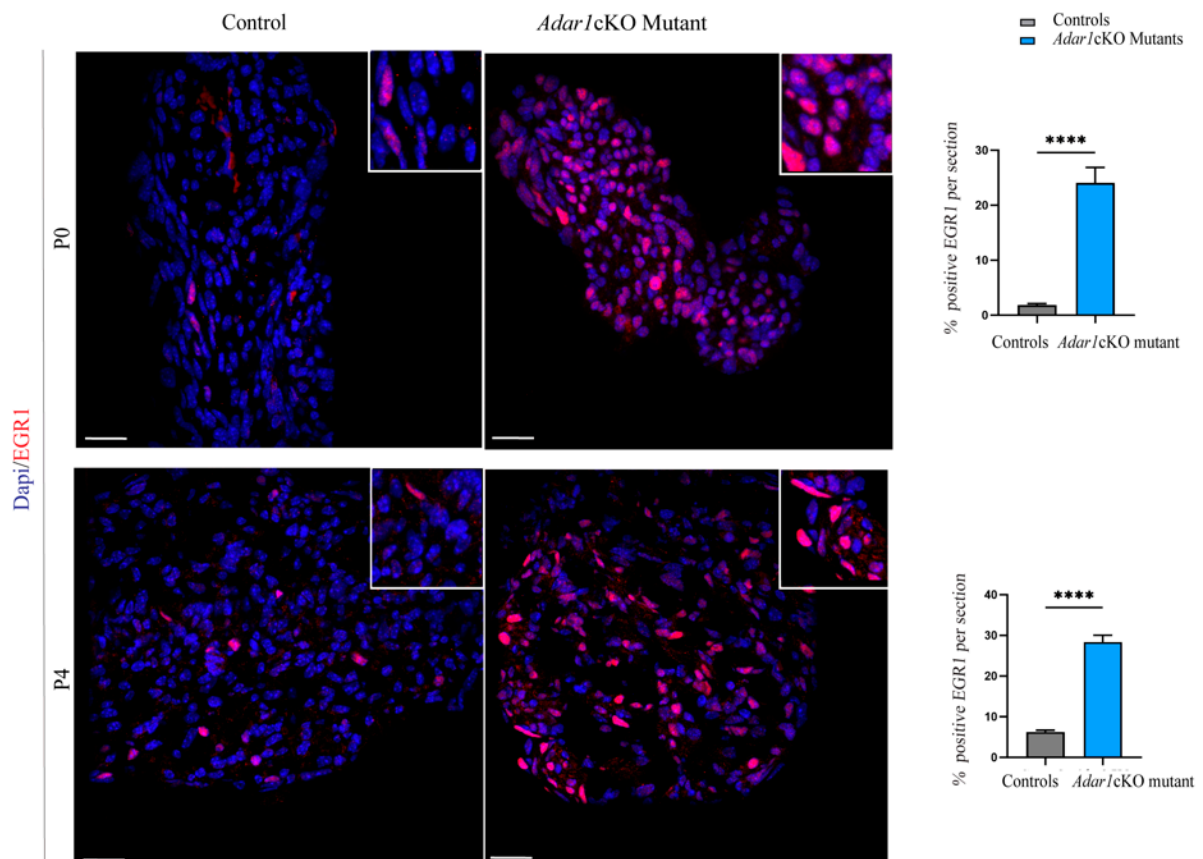 Control
Adar1cKO Mutant
Controls
Adar1cKO Mutants
Dapi/EGR1
P0
% positive EGR1 per section
30
20
10
0
****
Controls
Adar1cKO mutant
P4
% positive EGR1 per section
40
30
20
10
0
****
Controls
Adar1cKO mutant